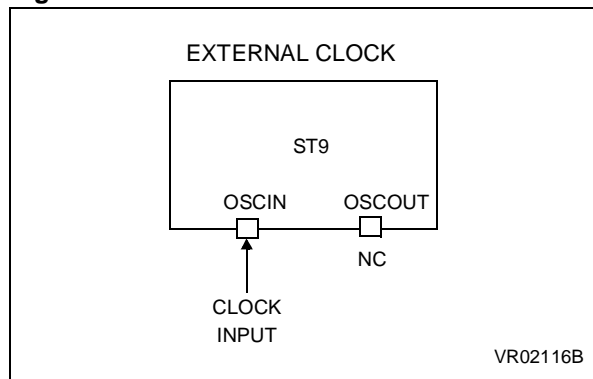 EXTERNAL CLOCK
ST9
OSCIN OSCOUT
NC
CLOCK
INPUT
VR02116B